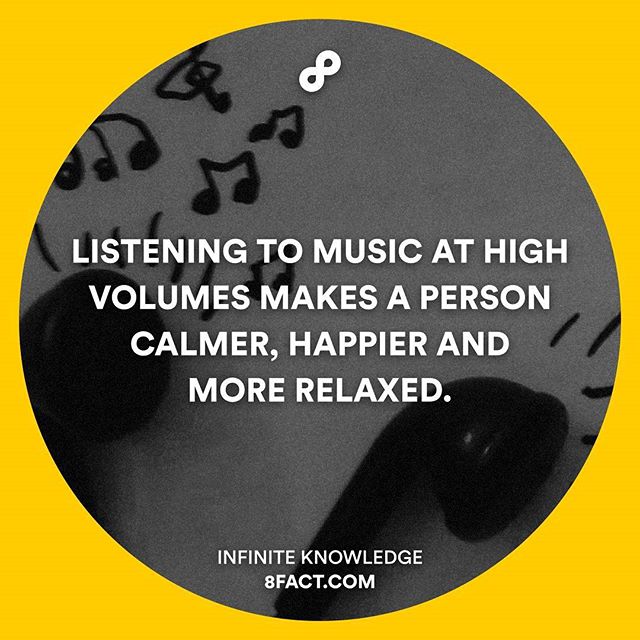 LISTENING TO MUSIC AT HIGH
VOLUMES MAKES A PERSON
CALMER, HAPPIER AND
MORE RELAXED.
INFINITE KNOWLEDGE
8FACT.COM